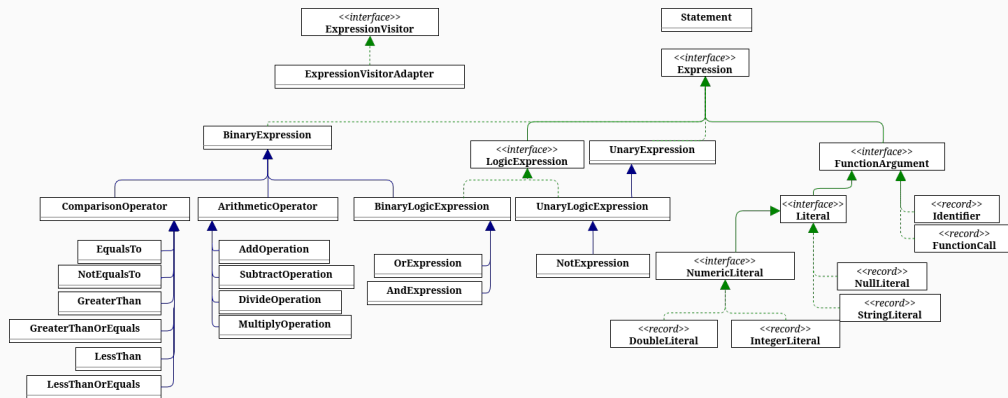 <<interface>>
ExpressionVisitor
Statement
<<interface>>
Expression
ExpressionVisitorAdapter
BinaryExpression
<<interface>>
LogicExpression
UnaryExpression
<<interface>>
FunctionArgument
ComparisonOperator
ArithmeticOperator
BinaryLogicExpression
UnaryLogicExpression
<<interface>>
Literal
<<record>>
Identifier
<<record>>
FunctionCall
EqualsTo
NotEqualsTo
GreaterThan
GreaterThanOrEquals
LessThan
LessThanOrEquals
AddOperation
SubtractOperation
DivideOperation
MultiplyOperation
OrExpression
AndExpression
NotExpression
<<interface>>
NumericLiteral
<<record>>
NullLiteral
<<record>>
StringLiteral
<<record>>
DoubleLiteral
<<record>>
IntegerLiteral